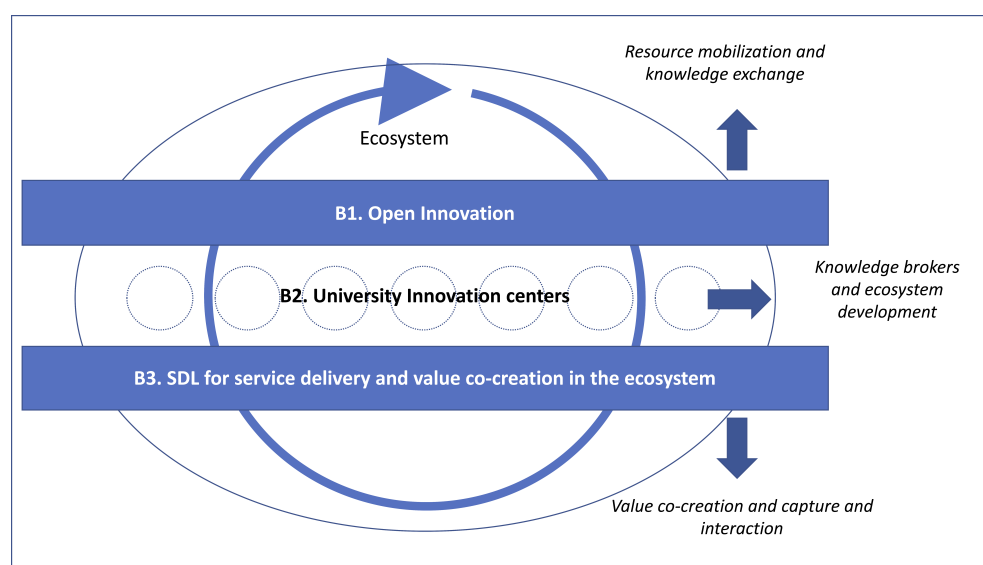 Resource mobilization and
knowledge exchange
Ecosystem
B1. Open Innovation
Knowledge brokers
and ecosystem
development
B2. University Innovation centers
B3. SDL for service delivery and value co-creation in the ecosystem
Value co-creation and capture and
interaction